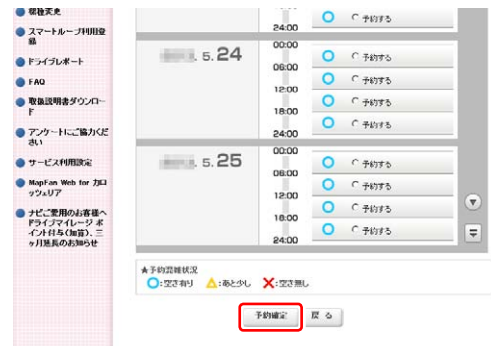 機種変更
スマートループ利用登
録
ドライブレポート
FAQ
取扱説明書ダウンロー
ド
アンケートにご協力くだ
さい
サービス利用設定
MapFan Web for カロ
ッツェリア
ナビご愛用のお客様へ
ドライブマイレージ ポ
イント付与(加算)、三
ヶ月延長のお知らせ
18:00
24:00
予約する
. 5. 24
00:00
06:00
12:00
18:00
24:00
予約する
予約する
予約する
予約する
. 5. 25
00:00
06:00
12:00
18:00
24:00
予約する
予約する
予約する
予約する
★予約混雑状況
:空き有り :あと少し :空き無し
予約確定 戻る